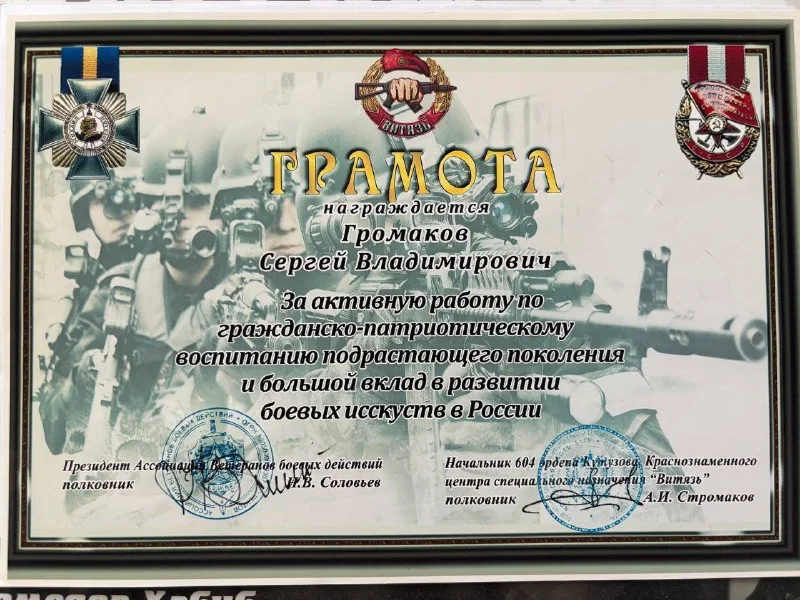 ВИТЯЗЬ
ГРАМОТА
награждается
Громаков
Сергей Владимирович
За активную работу по
гражданско-патриотическому
воспитанию подрастающего поколения
и большой вклад в развитии
боевых исскуств в России
Президент Ассоциации Ветеранов боевых действий
полковник В. Соловьев
Начальник 604 ордена Кутузова, Краснознаменного
центра специального назначения "Витязь"
полковник А.И. Стромаков